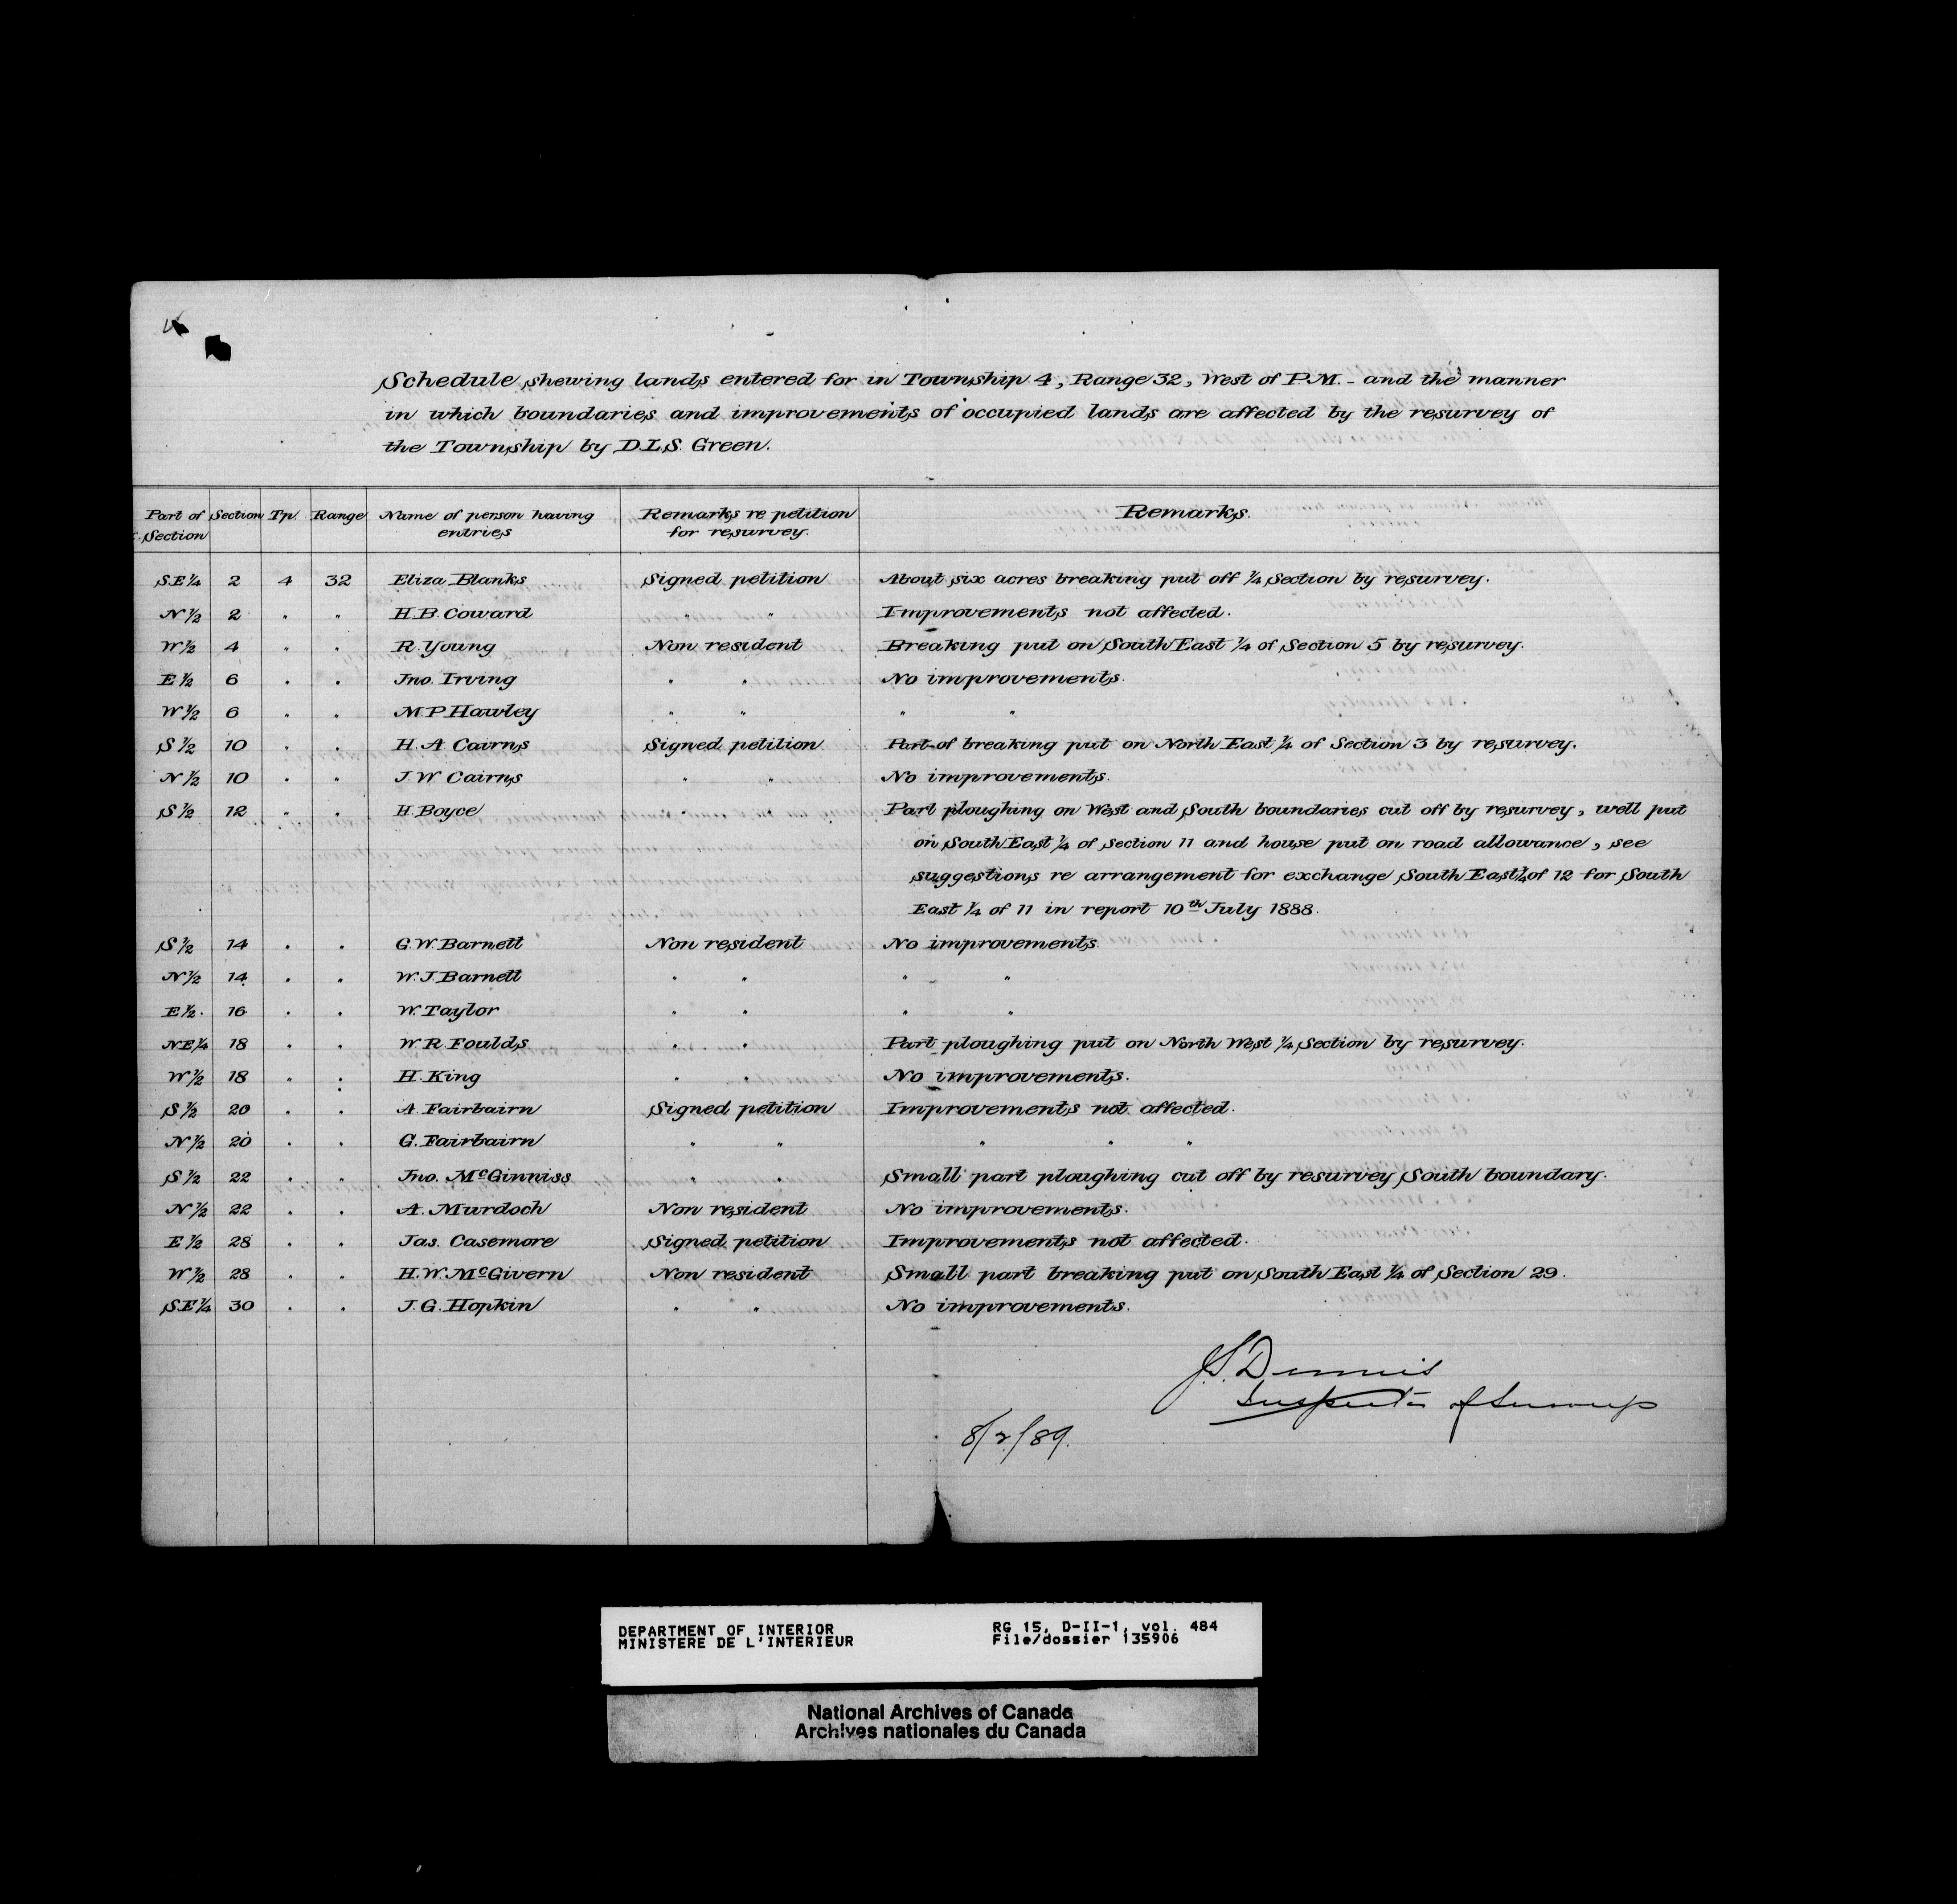 Schedule shewing lands entered for in Township 4, Range 32, West of P.M. - and the manner
in which boundaries and improvements of occupied lands are affected by the resurvey of
the Township by D.L.S. Green.
Part of Section | Section | Tp. | Range | Name of person having entries | Remarks re petition for resurvey. | Remarks.
S.E ¼ 2 4 32 Eliza Blanks Signed petition About six acres breaking put off ¼ Section by resurvey.
N ½ 2 " " H.B. Coward " " Improvements not affected.
W ½ 4 " " R. Young Non resident Breaking put on South East ¼ of Section 5 by resurvey.
E ½ 6 " " Jno. Irving " " No improvements.
W ½ 6 " " M.P Hawley " " " "
S ½ 10 " " H. A Cairns Signed petition Part of breaking put on North East ¼ of Section 3 by resurvey.
N ½ 10 " " J. W Cairns " " No improvements.
S ½ 12 " " H. Boyce " " Part ploughing on West and South boundaries cut off by resurvey, well put
on South East ¼ of Section 11 and house put on road allowance, see
suggestions re arrangement for exchange South East ¼ of 12 for South
East ¼ of 11 in report 10th July 1888.
S ½ 14 " " G. W. Barnett Non resident No improvements.
N ½ 14 " " W. J. Barnett " " " "
E ½ 16 " " W. Taylor " " " "
NE ¼ 18 " " W. R. Foulds " " Part ploughing put on North West ¼ Section by resurvey.
W ½ 18 " " H. King " " No improvements.
S ½ 20 " " A. Fairbairn Signed petition Improvements not affected.
N ½ 20 " " G. Fairbairn " " " " "
S ½ 22 " " Jno. McGinniss " " Small part ploughing cut off by resurvey South boundary.
N ½ 22 " " A. Murdoch Non resident No improvements.
E ½ 28 " " Jas. Casemore Signed petition Improvements not affected.
W ½ 28 " " H. W. McGivern Non resident Small part breaking put on South East ¼ of Section 29.
S.E ¼ 30 " " J. G. Hopkin " " No improvements.
J.S. Dennis
Inspector of Surveys
8/2/89.
DEPARTMENT OF INTERIOR RG 15, D-II-1, vol. 484
MINISTERE DE L'INTERIEUR File/dossier 135906
National Archives of Canada
Archives nationales du Canada